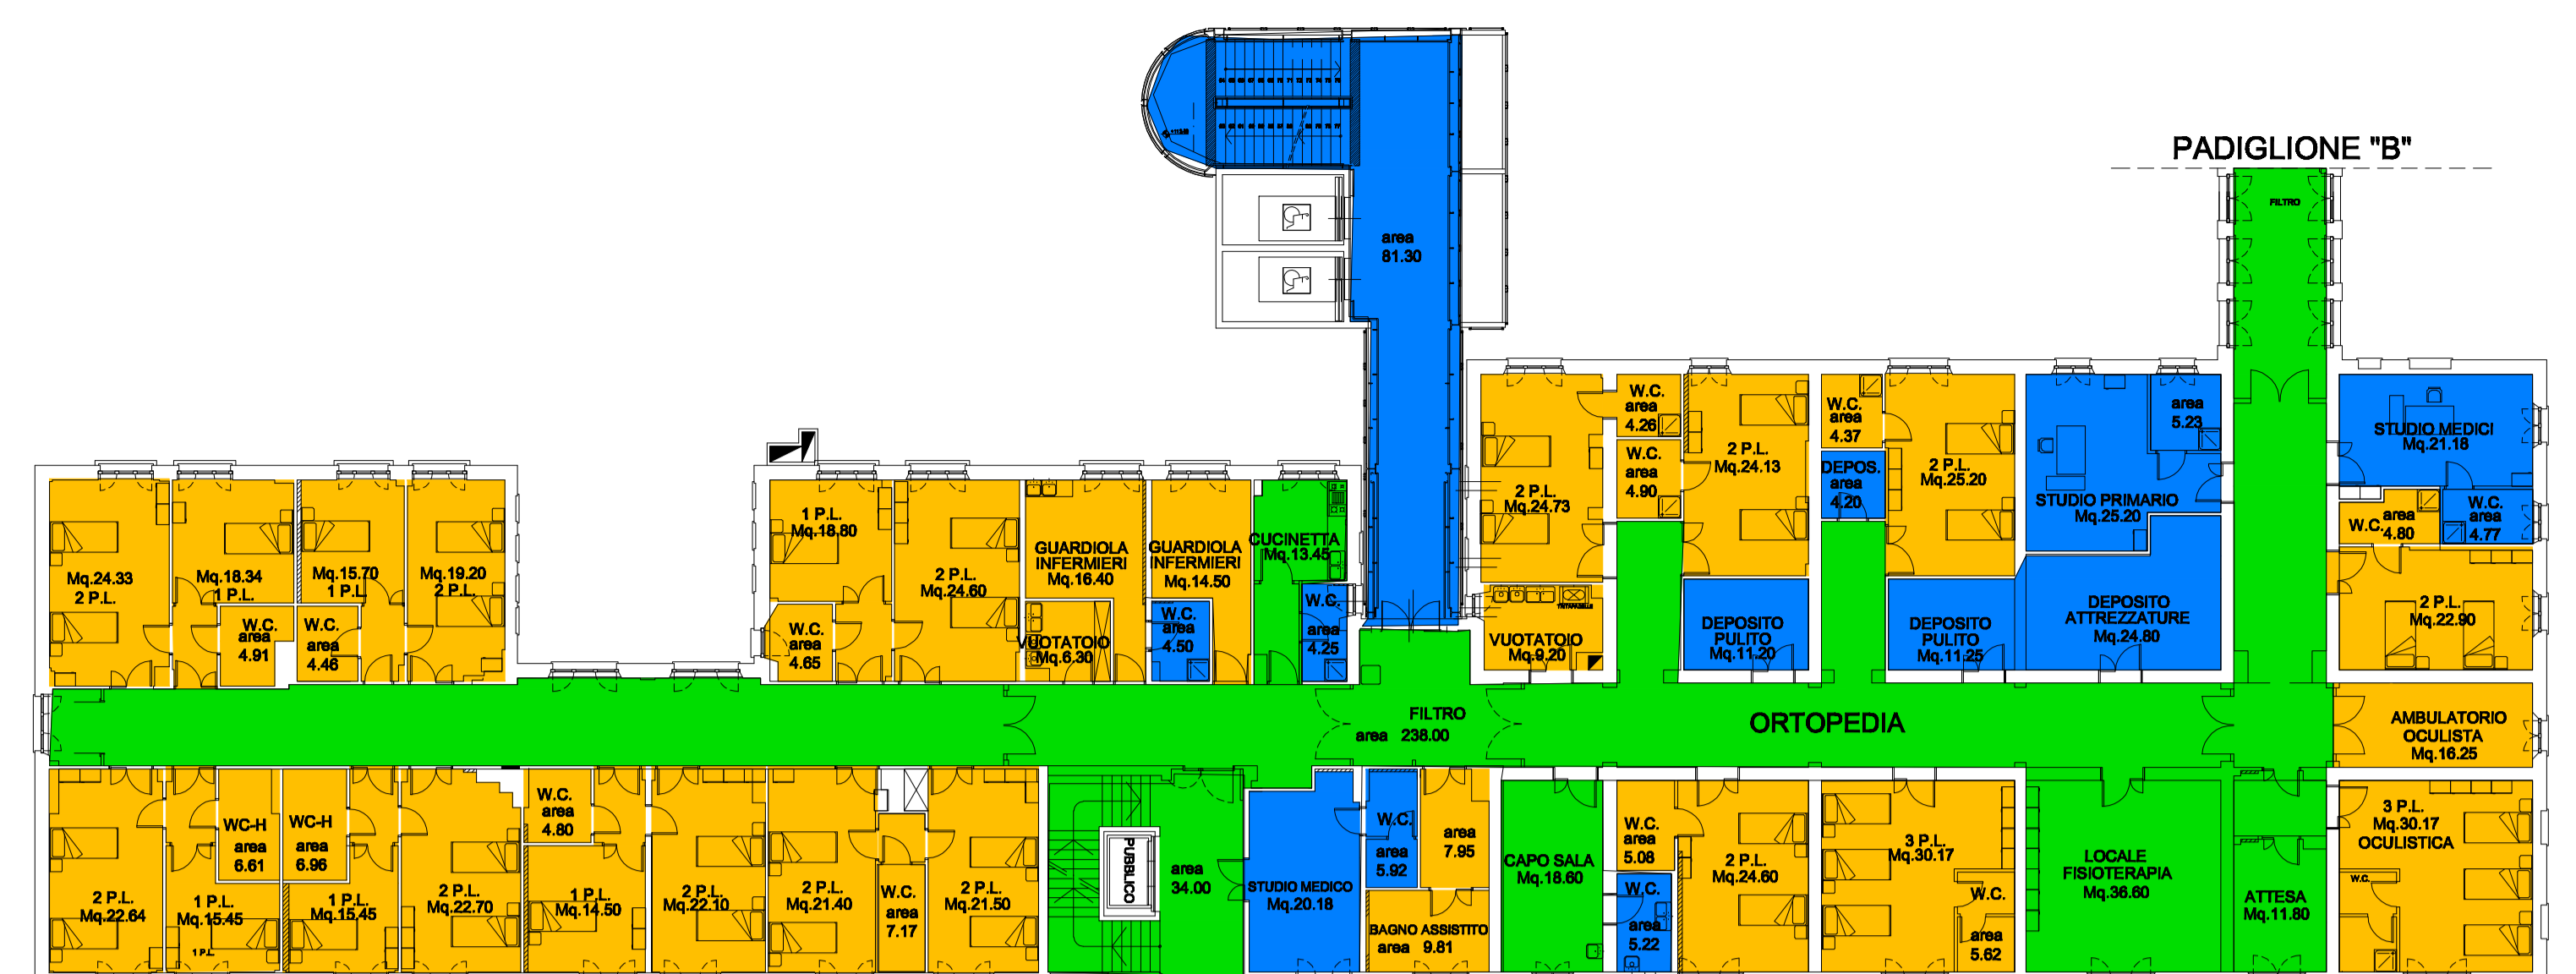 PADIGLIONE "B"
FILTRO
area
81.30
W.C.
area
4.26
W.C.
area
4.90
2 P.L.
Mq.24.73
2 P.L.
Mq.24.13
W.C.
area
4.37
DEPOS.
area
4.20
2 P.L.
Mq.25.20
area
5.23
STUDIO PRIMARIO
Mq.25.20
STUDIO MEDICI
Mq.21.18
area
W.C. 4.80
W.C.
area
4.77
Mq.24.33
2 P.L.
Mq.18.34
1 P.L.
Mq.15.70
1 P.L.
Mq.19.20
2 P.L.
W.C.
area
4.91
W.C.
area
4.46
1 P.L.
Mq.18.80
W.C.
area
4.65
2 P.L.
Mq.24.60
GUARDIOLA
INFERMIERI
Mq.16.40
VUOTATOIO
Mq.6.30
GUARDIOLA
INFERMIERI
Mq.14.50
W.C.
area
4.50
CUCINETTA
Mq.13.45
W.C.
area
4.25
VUOTATOIO
Mq.9.20
DEPOSITO
PULITO
Mq.11.20
DEPOSITO
PULITO
Mq.11.25
DEPOSITO
ATTREZZATURE
Mq.24.80
2 P.L.
Mq.22.90
FILTRO
area 238.00
ORTOPEDIA
AMBULATORIO
OCULISTA
Mq.16.25
2 P.L.
Mq.22.64
1 P.L.
Mq.15.45
1 P.L.
WC-H
area
6.61
WC-H
area
6.96
1 P.L.
Mq.15.45
2 P.L.
Mq.22.70
W.C.
area
4.80
1 P.L.
Mq.14.50
2 P.L.
Mq.22.10
2 P.L.
Mq.21.40
W.C.
area
7.17
2 P.L.
Mq.21.50
PUBBLICO
area
34.00
STUDIO MEDICO
Mq.20.18
W.C.
area
5.92
area
7.95
BAGNO ASSISTITO
area 9.81
CAPO SALA
Mq.18.60
W.C.
area
5.08
W.C.
area
5.22
2 P.L.
Mq.24.60
3 P.L.
Mq.30.17
W.C.
area
5.62
LOCALE
FISIOTERAPIA
Mq.36.60
ATTESA
Mq.11.80
3 P.L.
Mq.30.17
OCULISTICA
W.C.